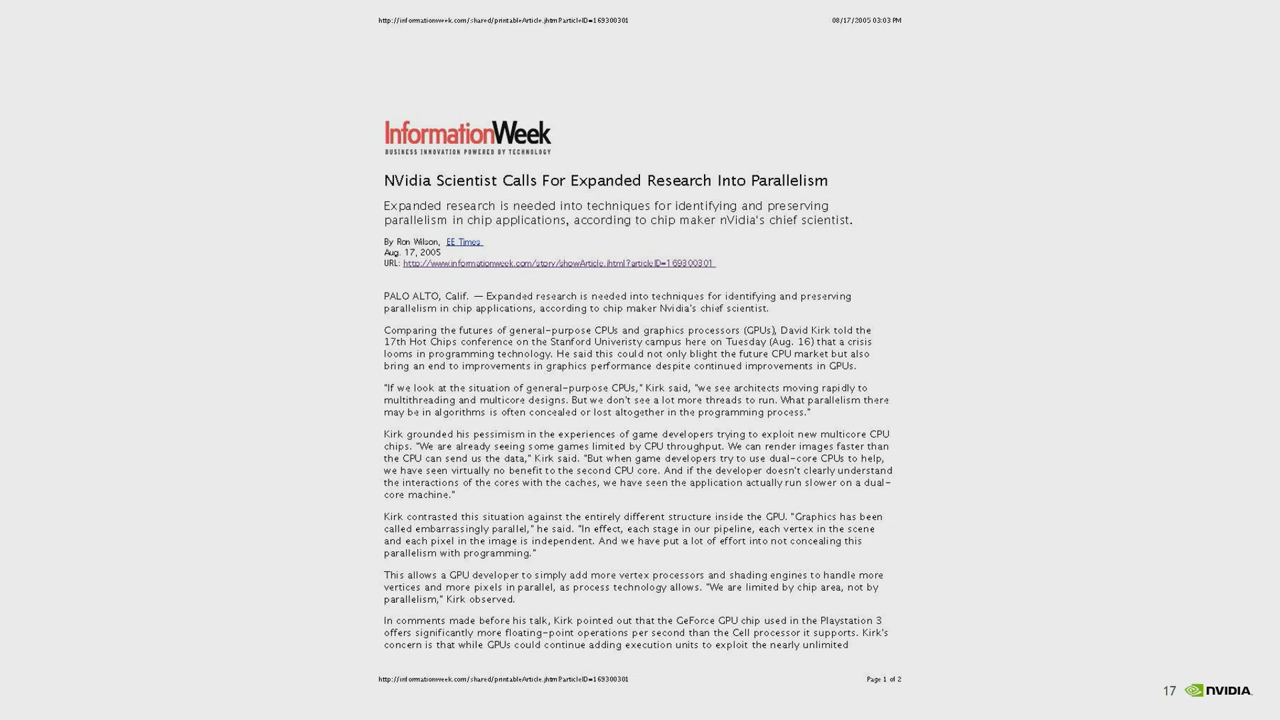 http://informationweek.com/shared/printableArticle.jhtml?articleID=169300301 08/17/2005 03:03 PM
InformationWeek
BUSINESS INNOVATION POWERED BY TECHNOLOGY
NVidia Scientist Calls For Expanded Research Into Parallelism
Expanded research is needed into techniques for identifying and preserving
parallelism in chip applications, according to chip maker nVidia's chief scientist.
By Ron Wilson, EE Times
Aug. 17, 2005
URL: http://www.informationweek.com/story/showArticle.jhtml?articleID=169300301
PALO ALTO, Calif. — Expanded research is needed into techniques for identifying and preserving
parallelism in chip applications, according to chip maker Nvidia's chief scientist.
Comparing the futures of general-purpose CPUs and graphics processors (GPUs), David Kirk told the
17th Hot Chips conference on the Stanford Univeristy campus here on Tuesday (Aug. 16) that a crisis
looms in programming technology. He said this could not only blight the future CPU market but also
bring an end to improvements in graphics performance despite continued improvements in GPUs.
"If we look at the situation of general-purpose CPUs," Kirk said, "we see architects moving rapidly to
multithreading and multicore designs. But we don't see a lot more threads to run. What parallelism there
may be in algorithms is often concealed or lost altogether in the programming process."
Kirk grounded his pessimism in the experiences of game developers trying to exploit new multicore CPU
chips. "We are already seeing some games limited by CPU throughput. We can render images faster than
the CPU can send us the data," Kirk said. "But when game developers try to use dual-core CPUs to help,
we have seen virtually no benefit to the second CPU core. And if the developer doesn't clearly understand
the interactions of the cores with the caches, we have seen the application actually run slower on a dual-
core machine."
Kirk contrasted this situation against the entirely different structure inside the GPU. "Graphics has been
called embarrassingly parallel," he said. "In effect, each stage in our pipeline, each vertex in the scene
and each pixel in the image is independent. And we have put a lot of effort into not concealing this
parallelism with programming."
This allows a GPU developer to simply add more vertex processors and shading engines to handle more
vertices and more pixels in parallel, as process technology allows. "We are limited by chip area, not by
parallelism," Kirk observed.
In comments made before his talk, Kirk pointed out that the GeForce GPU chip used in the Playstation 3
offers significantly more floating-point operations per second than the Cell processor it supports. Kirk's
concern is that while GPUs could continue adding execution units to exploit the nearly unlimited
http://informationweek.com/shared/printableArticle.jhtml?articleID=169300301 Page 1 of 2
17 NVIDIA.